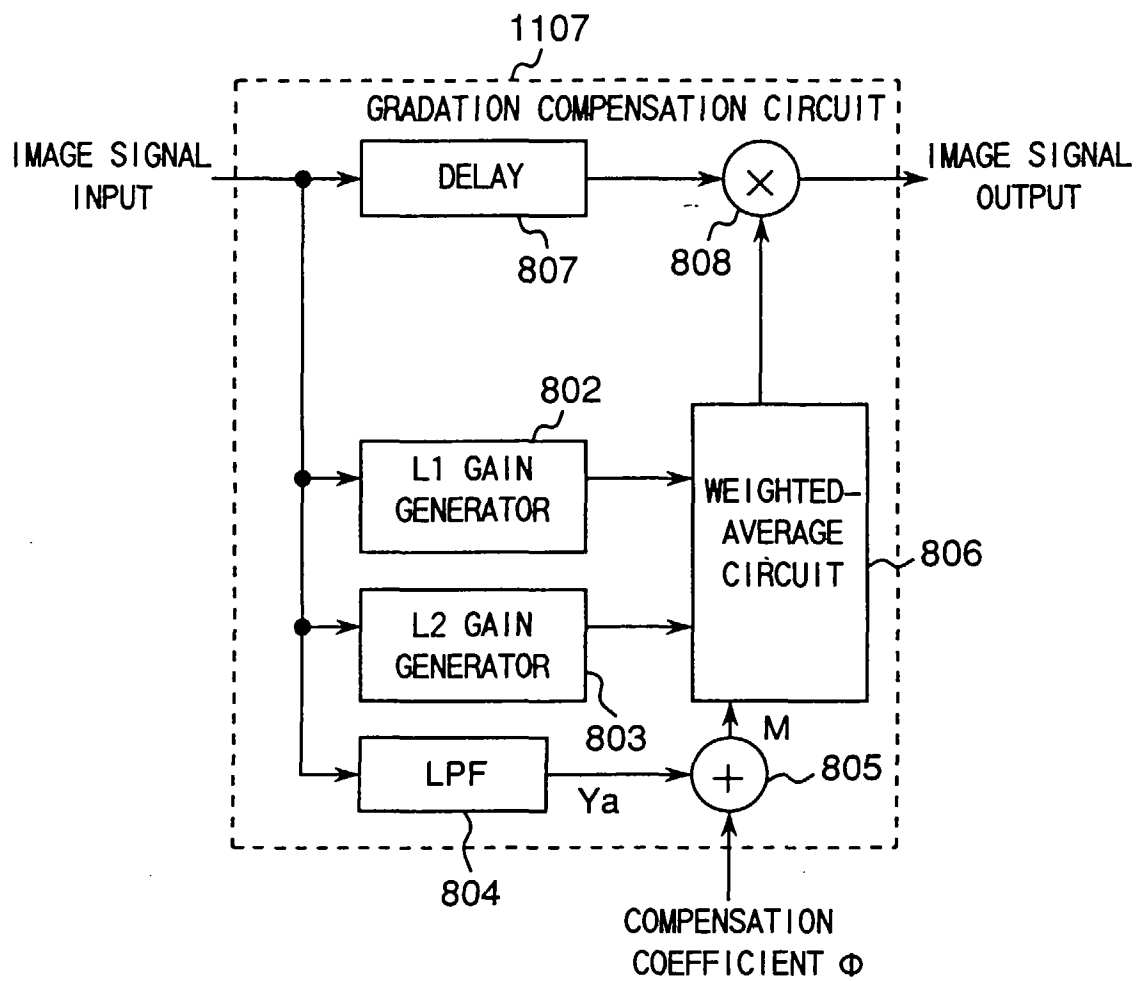 1107
GRADATION COMPENSATION CIRCUIT
IMAGE SIGNAL
INPUT
DELAY
×
IMAGE SIGNAL
OUTPUT
807
808
802
L1 GAIN
GENERATOR
WEIGHTED-
AVERAGE
CIRCUIT
806
L2 GAIN
GENERATOR
803
M
LPF
Ya
+
805
804
COMPENSATION
COEFFICIENT Φ